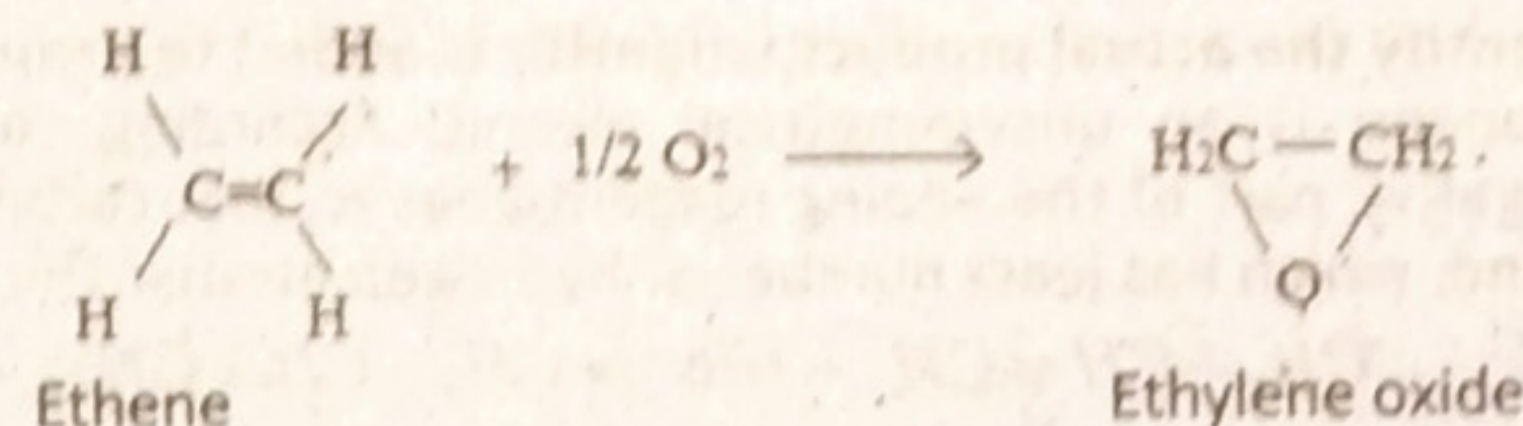 H H
C=C + 1/2 O₂ ⟶ H₂C—CH₂.
H H O
Ethene Ethylene oxide